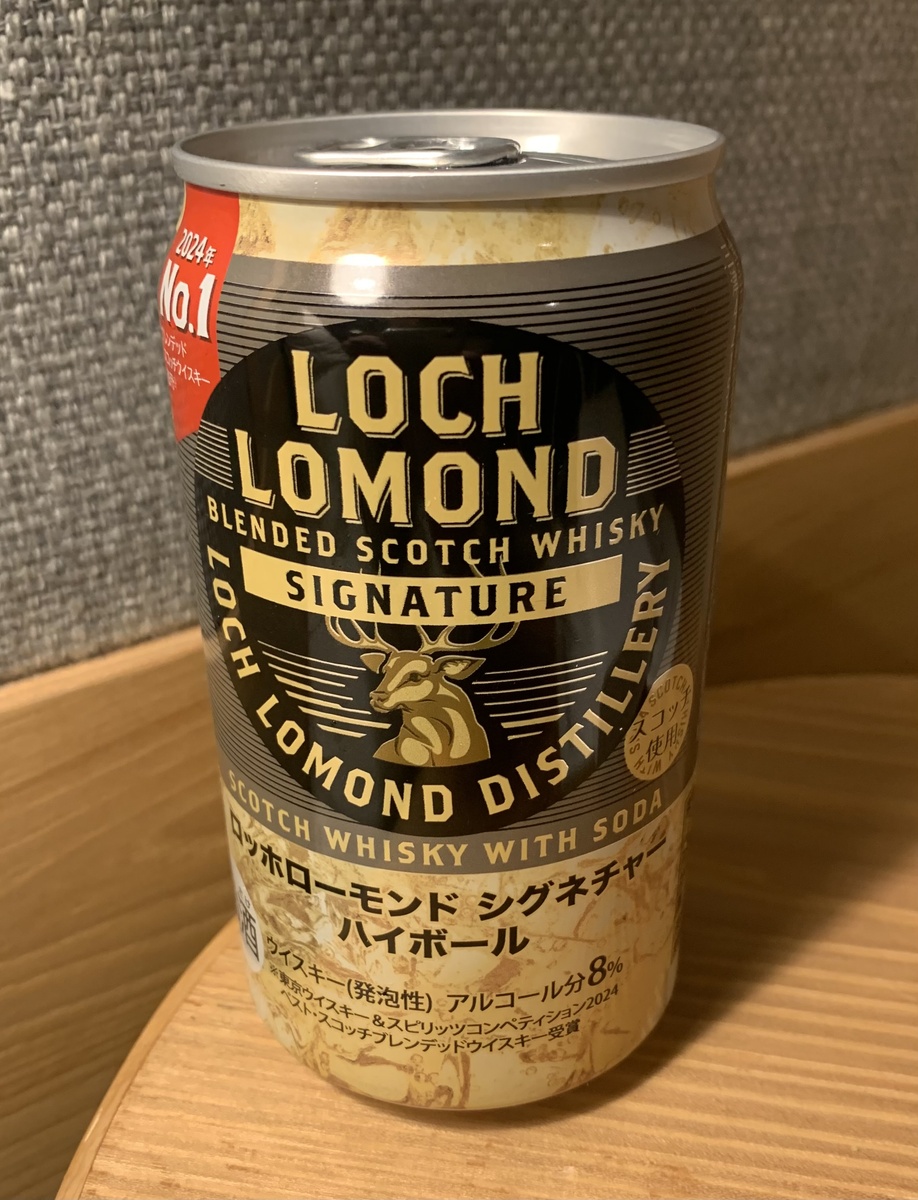 2024年
No.1
LOCH
LOMOND
BLENDED SCOTCH WHISKY
SIGNATURE
LOCH LOMOND DISTILLERY
スコッチ
使用
SCOTCH WHISKY WITH SODA
ロッホローモンド シグネチャー
ハイボール
酒
ウイスキー(発泡性) アルコール分8%
※東京ウイスキー&スピリッツコンペティション2024
ベスト・スコッチブレンデッドウイスキー受賞